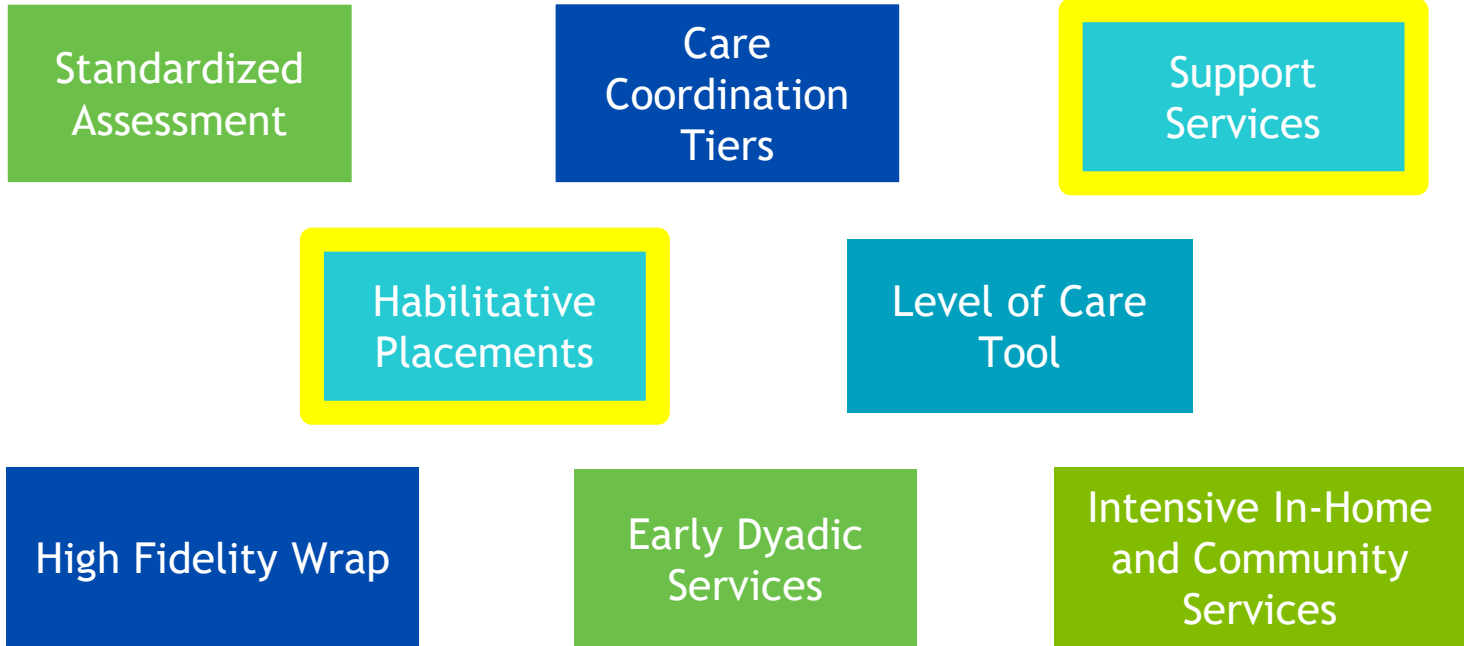 Standardized
Assessment
Care
Coordination
Tiers
Support
Services
Habilitative
Placements
Level of Care
Tool
High Fidelity Wrap
Early Dyadic
Services
Intensive In-Home
and Community
Services